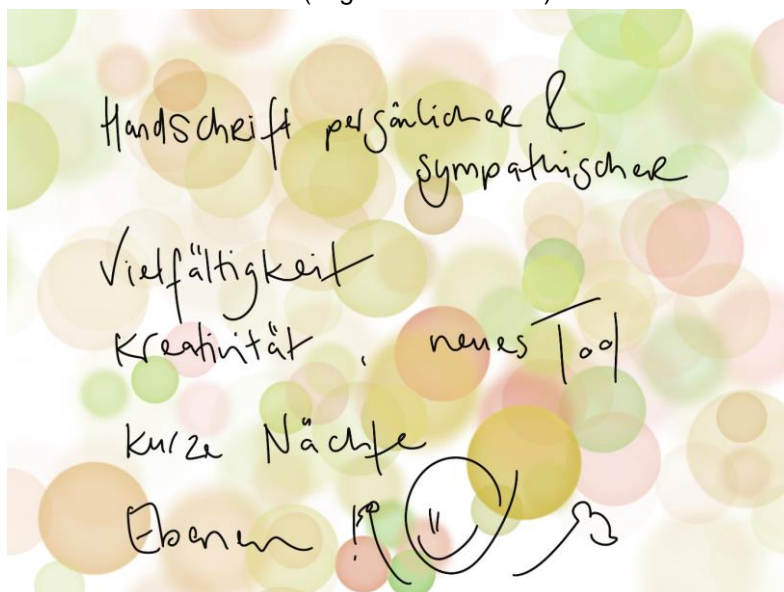 Handschrift persönlicher &
sympathischer
Vielfältigkeit
Kreativität, neues Tool
kurze Nächte
Ebenen !